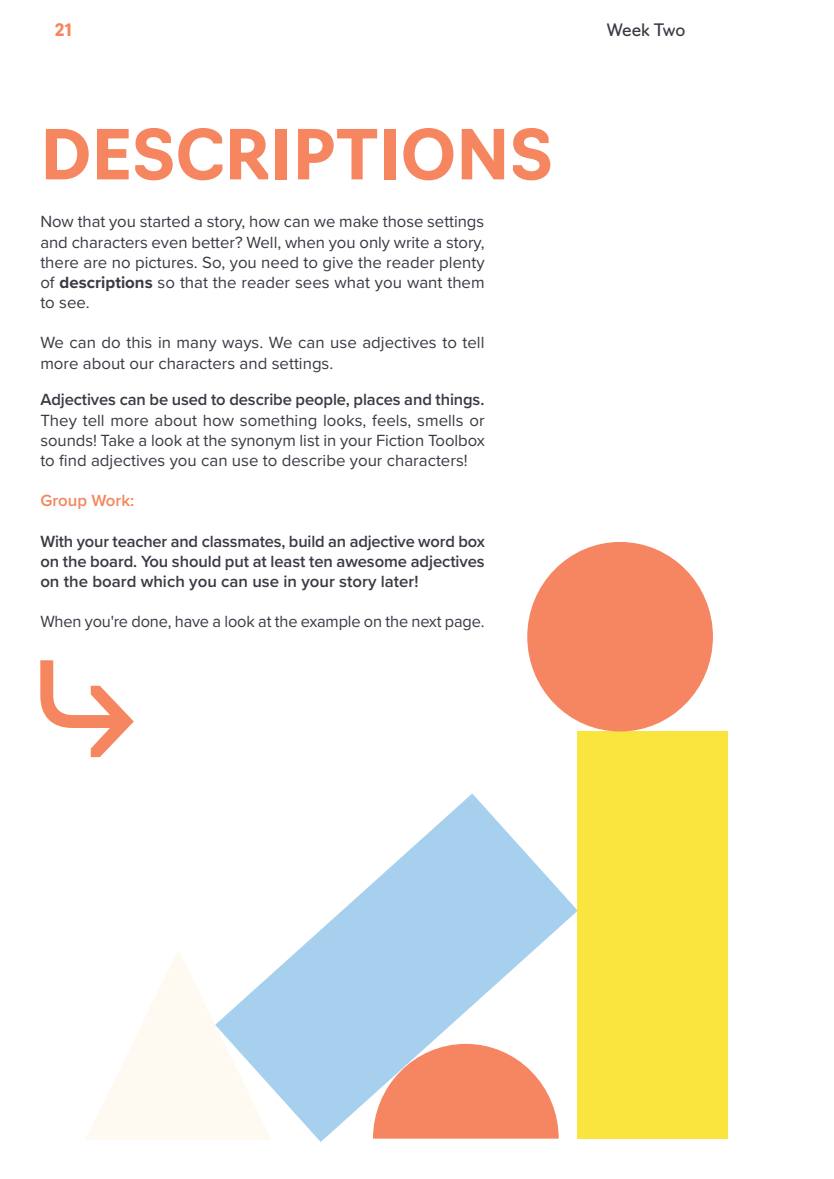 21
Week Two
DESCRIPTIONS
Now that you started a story, how can we make those settings
and characters even better? Well, when you only write a story,
there are no pictures. So, you need to give the reader plenty
of descriptions so that the reader sees what you want them
to see.
We can do this in many ways. We can use adjectives to tell
more about our characters and settings.
Adjectives can be used to describe people, places and things.
They tell more about how something looks, feels, smells or
sounds! Take a look at the synonym list in your Fiction Toolbox
to find adjectives you can use to describe your characters!
Group Work:
With your teacher and classmates, build an adjective word box
on the board. You should put at least ten awesome adjectives
on the board which you can use in your story later!
When you're done, have a look at the example on the next page.